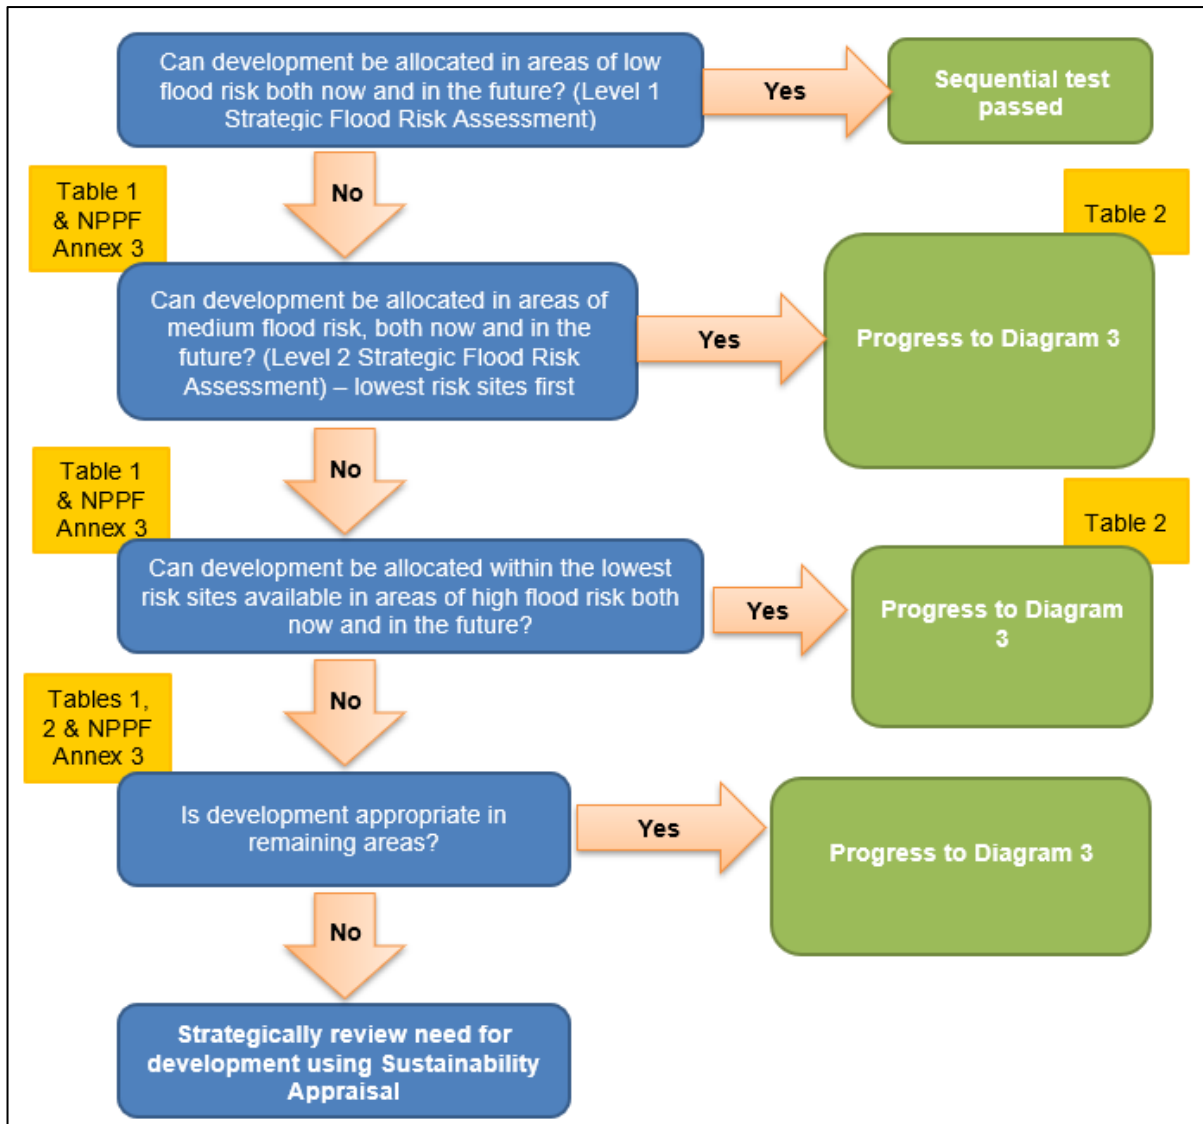 Can development be allocated in areas of low
flood risk both now and in the future? (Level 1
Strategic Flood Risk Assessment)
Yes
Sequential test
passed
No
Table 1
& NPPF
Annex 3
Table 2
Can development be allocated in areas of
medium flood risk, both now and in the
future? (Level 2 Strategic Flood Risk
Assessment) – lowest risk sites first
Yes
Progress to Diagram 3
No
Table 1
& NPPF
Annex 3
Table 2
Can development be allocated within the lowest
risk sites available in areas of high flood risk both
now and in the future?
Yes
Progress to Diagram
3
No
Tables 1,
2 & NPPF
Annex 3
Is development appropriate in
remaining areas?
Yes
Progress to Diagram 3
No
Strategically review need for
development using Sustainability
Appraisal